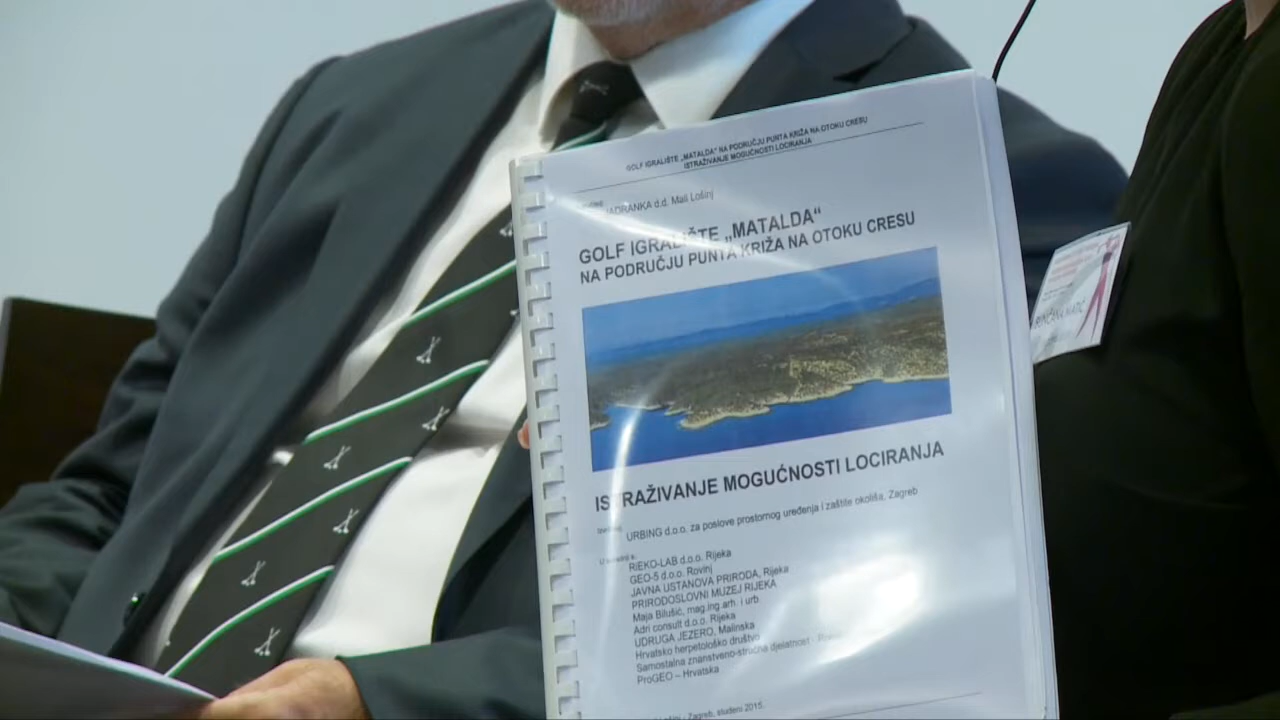 GOLF IGRALIŠTE „MATALDA“ NA PODRUČJU PUNTA KRIŽA NA OTOKU CRESU
ISTRAŽIVANJE MOGUĆNOSTI LOCIRANJA
JADRANKA d.d. Mali Lošinj
GOLF IGRALIŠTE „MATALDA“
NA PODRUČJU PUNTA KRIŽA NA OTOKU CRESU
ISTRAŽIVANJE MOGUĆNOSTI LOCIRANJA
URBING d.o.o. za poslove prostornog uređenja i zaštite okoliša, Zagreb
RIEKO-LAB d.o.o. Rijeka
GEO-5 d.o.o. Rovinj
JAVNA USTANOVA PRIRODA, Rijeka
PRIRODOSLOVNI MUZEJ RIJEKA
Maja Bilušić, mag.ing arh. i urb
Adri consult d.o.o. Rijeka
UDRUGA JEZERO, Malinska
Hrvatsko herpetološko društvo
Samostalna znanstveno-stručna djelatnost -
ProGEO – Hrvatska
- Zagreb, studeni 2015.
MATIĆ